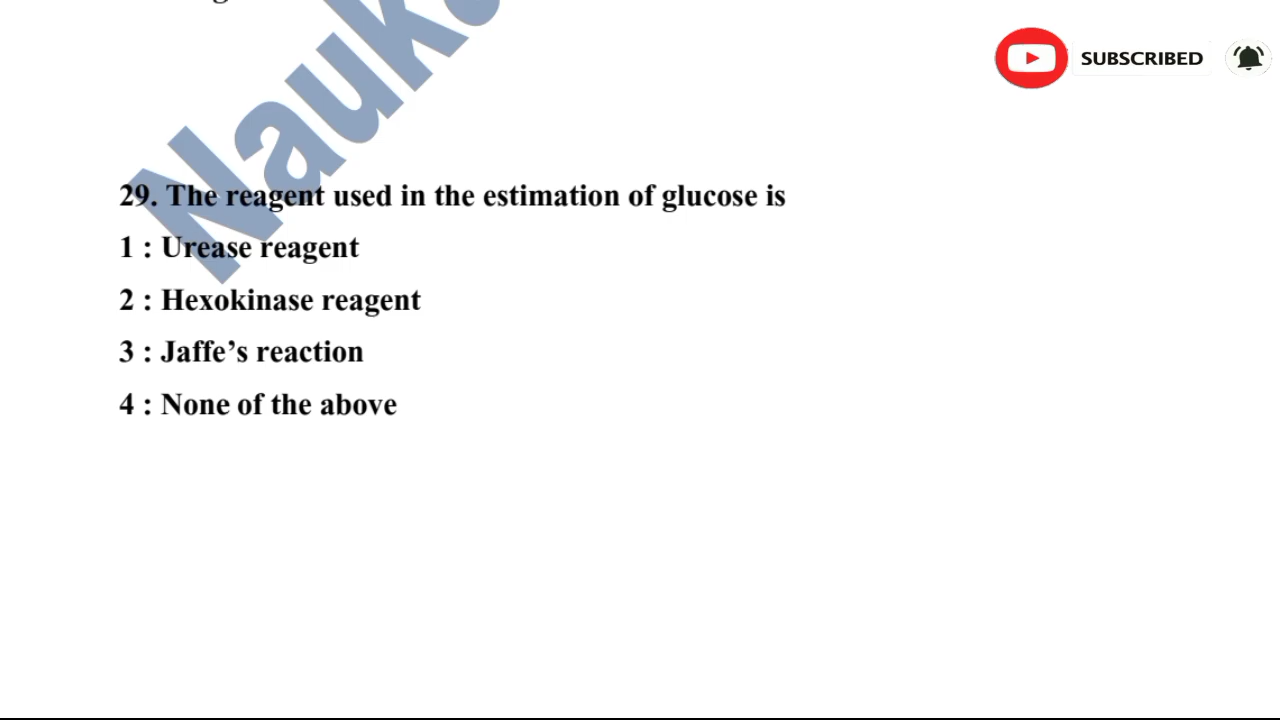 SUBSCRIBED
Nauk
29. The reagent used in the estimation of glucose is
1 : Urease reagent
2 : Hexokinase reagent
3 : Jaffe’s reaction
4 : None of the above